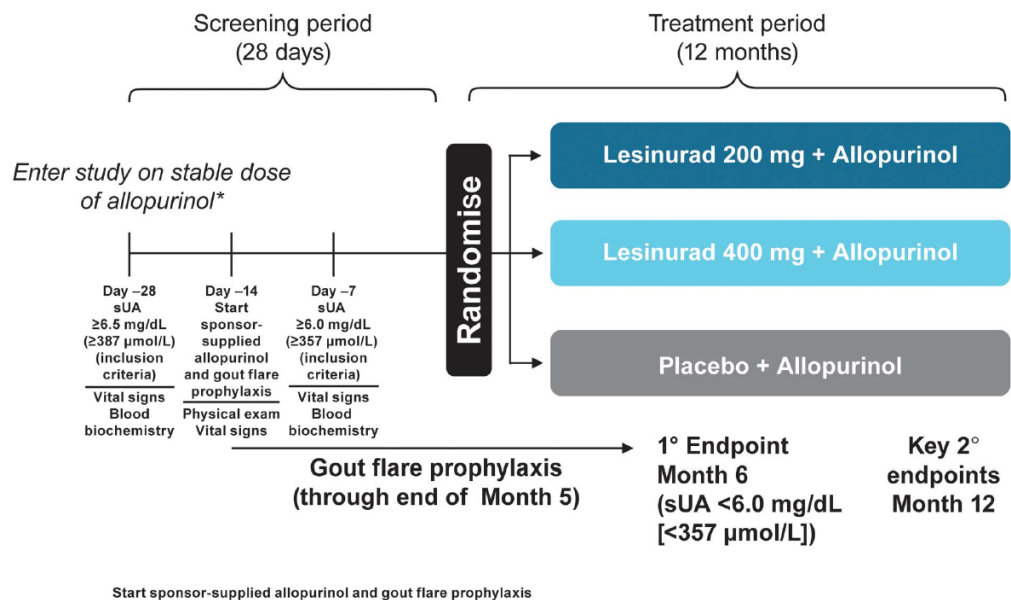 Screening period
(28 days)
Treatment period
(12 months)
Enter study on stable dose
of allopurinol*
Day –28
sUA
≥6.5 mg/dL
(≥387 μmol/L)
(inclusion
criteria)
Vital signs
Blood
biochemistry
Day –14
Start
sponsor-
supplied
allopurinol
and gout flare
prophylaxis
Physical exam
Vital signs
Day –7
sUA
≥6.0 mg/dL
(≥357 μmol/L)
(inclusion
criteria)
Vital signs
Blood
biochemistry
Randomise
Lesinurad 200 mg + Allopurinol
Lesinurad 400 mg + Allopurinol
Placebo + Allopurinol
Gout flare prophylaxis
(through end of Month 5)
1° Endpoint
Month 6
(sUA <6.0 mg/dL
[<357 μmol/L])
Key 2°
endpoints
Month 12
Start sponsor-supplied allopurinol and gout flare prophylaxis